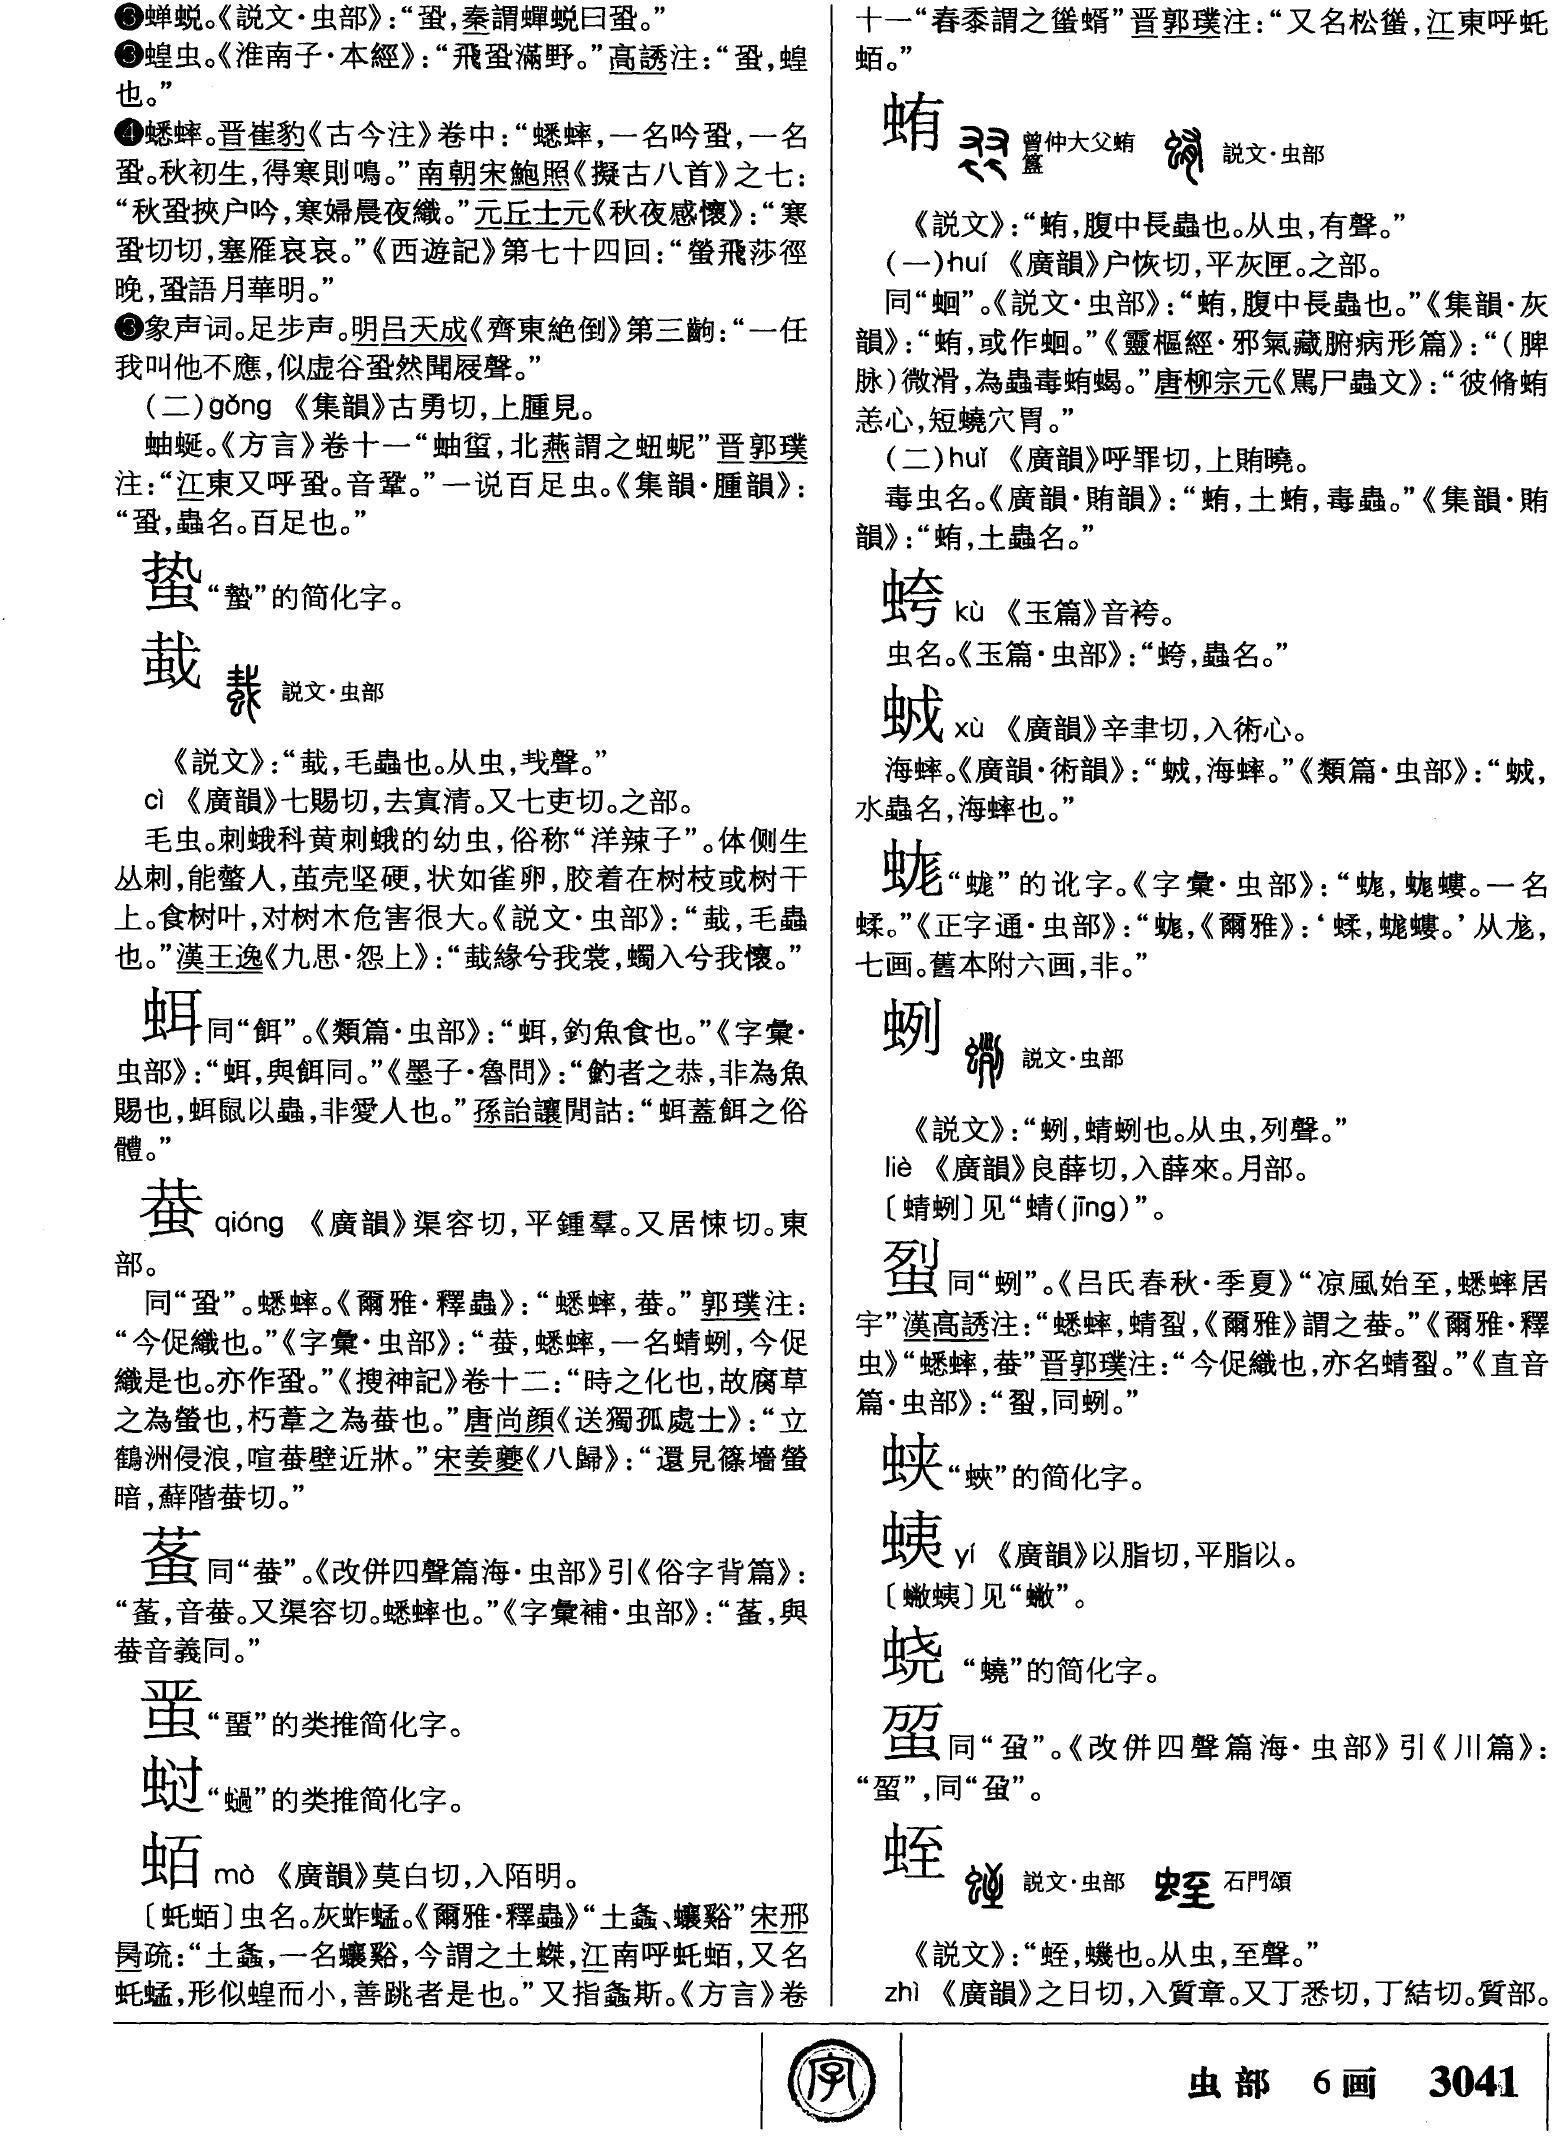 ❸蝉蜕。《説文·虫部》：“蛩，秦謂蟬蜕曰蛩。”
❸蝗虫。《淮南子·本經》：“飛蛩滿野。”高誘注：“蛩，蝗
也。”
❹蟋蟀。晋崔豹《古今注》卷中：“蟋蟀，一名吟蛩，一名
蛩。秋初生，得寒則鳴。”南朝宋鮑照《擬古八首》之七：
“秋蛩挾户吟，寒婦晨夜織。”元丘士元《秋夜感懷》：“寒
蛩切切，塞雁哀哀。”《西遊記》第七十四回：“螢飛莎徑
晚，蛩語月華明。”
❸象声词。足步声。明吕天成《齊東絶倒》第三齣：“一任
我叫他不應，似虚谷蛩然聞屐聲。”
（二）gǒng 《集韻》古勇切，上腫見。
蚰蜒。《方言》卷十一“蚰𧊲，北燕謂之蚭蚭”晋郭璞
注：“江東又呼蛩。音鞏。”一说百足虫。《集韻·腫韻》：
“蛩，蟲名。百足也。”
蛰“蟄”的简化字。
蛓 説文·虫部
《説文》：“蛓，毛蟲也。从虫，𢦏聲。”
cì 《廣韻》七賜切，去寘清。又七吏切。之部。
毛虫。刺蛾科黄刺蛾的幼虫，俗称“洋辣子”。体侧生
丛刺，能螫人，茧壳坚硬，状如雀卵，胶着在树枝或树干
上。食树叶，对树木危害很大。《説文·虫部》：“蛓，毛蟲
也。”漢王逸《九思·怨上》：“蛓緣兮我裳，蠋入兮我懷。”
蛕同“餌”。《類篇·虫部》：“蛕，釣魚食也。”《字彙·
虫部》：“蛕，與餌同。”《墨子·魯問》：“釣者之恭，非為魚
賜也，蛕鼠以蟲，非愛人也。”孫詒讓閒詁：“蛕蓋餌之俗
體。”
蛬 qióng 《廣韻》渠容切，平鍾羣。又居悚切。東
部。
同“蛩”。蟋蟀。《爾雅·釋蟲》：“蟋蟀，蛬。”郭璞注：
“今促織也。”《字彙·虫部》：“蛬，蟋蟀，一名蜻蛚，今促
織是也。亦作蛩。”《搜神記》卷十二：“時之化也，故腐草
之為螢也，朽葦之為蛬也。”唐尚顔《送獨孤處士》：“立
鶴洲侵浪，喧蛬壁近牀。”宋姜夔《八歸》：“還見篠墻螢
暗，蘚階蛬切。”
同“蛬”。《改併四聲篇海·虫部》引《俗字背篇》：
音蛬。又渠容切。蟋蟀也。”《字彙補·虫部》：與
蛬音義同。”
的类推简化字。
的类推简化字。
蛨 mò 《廣韻》莫白切，入陌明。
〔虴蛨〕虫名。灰蚱蜢。《爾雅·釋蟲》“土螽、蠰谿”宋邢
昺疏：“土螽，一名蠰谿，今謂之土𧒂，江南呼虴蛨，又名
虴蜢，形似蝗而小，善跳者是也。”又指螽斯。《方言》卷
十一“舂黍謂之螽蝑”晋郭璞注：“又名松螽，江東呼虴
蛨。”
蛕 曾仲大父蛕
簋 説文·虫部
《説文》：“蛕，腹中長蟲也。从虫，有聲。”
（一）huí 《廣韻》户恢切，平灰匣。之部。
同“蛔”。《説文·虫部》：“蛕，腹中長蟲也。”《集韻·灰
韻》：“蛕，或作蛔。”《靈樞經·邪氣藏腑病形篇》：“（脾
脉）微滑，為蟲毒蛕蝎。”唐柳宗元《罵尸蟲文》：“彼脩蛕
恙心，短蟯穴胃。”
（二）huǐ 《廣韻》呼罪切，上賄曉。
毒虫名。《廣韻·賄韻》：“蛕，土蛕，毒蟲。”《集韻·賄
韻》：“蛕，土蟲名。”
kù 《玉篇》音袴。
虫名。《玉篇·虫部》：蟲名。”
xù 《廣韻》辛聿切，入術心。
海蟀。《廣韻·術韻》：海蟀。”《類篇·虫部》：
水蟲名，海蟀也。”
的讹字。《字彙·虫部》：一名
蝚。”《正字通·虫部》：《爾雅》：‘蝚，蛖螻。’从尨，
七画。舊本附六画，非。”
蛚 説文·虫部
《説文》：“蛚，蜻蛚也。从虫，列聲。”
liè 《廣韻》良薛切，入薛來。月部。
〔蜻蛚〕见“蜻(jīng)”。
同“蛚”。《吕氏春秋·季夏》“凉風始至，蟋蟀居
宇”漢高誘注：“蟋蟀，蜻䖽，《爾雅》謂之蛬。”《爾雅·釋
虫》“蟋蟀，蛬”晋郭璞注：“今促織也，亦名蜻䖽。”《直音
篇·虫部》：“䖽，同蛚。”
蛱“蛺”的简化字。
蛦 yí 《廣韻》以脂切，平脂以。
〔蟙蛦〕见“蟙”。
蛲 “蟯”的简化字。
同“蛩”。《改併四聲篇海·虫部》引《川篇》：
蛭 説文·虫部 石門頌
《説文》：“蛭，蟣也。从虫，至聲。”
zhì 《廣韻》之日切，入質章。又丁悉切，丁結切。質部。
字
虫部 6画 3041